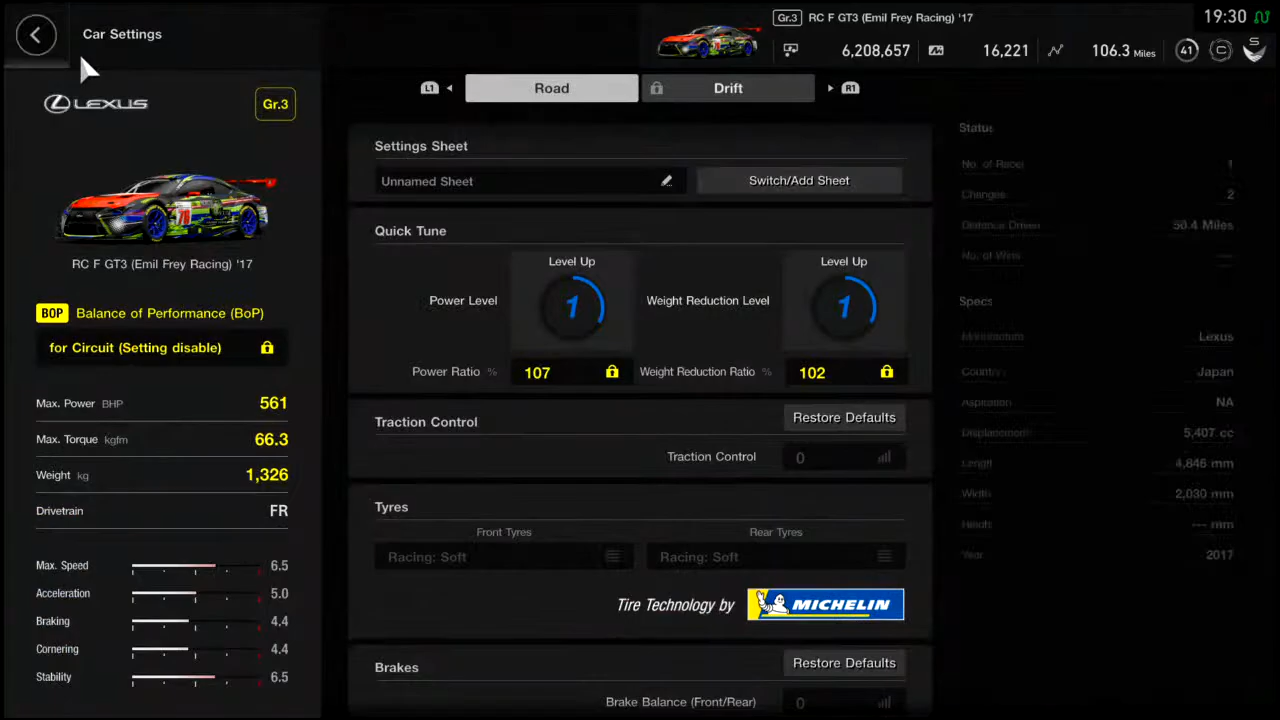 Car Settings
Gr.3 RC F GT3 (Emil Frey Racing) '17
6,208,657 16,221 106.3 Miles 41 C S
19:30
LEXUS
Gr.3
RC F GT3 (Emil Frey Racing) '17
BOP Balance of Performance (BoP)
for Circuit (Setting disable)
Max. Power BHP 561
Max. Torque kgfm 66.3
Weight kg 1,326
Drivetrain FR
Max. Speed 6.5
Acceleration 5.0
Braking 4.4
Cornering 4.4
Stability 6.5
L1 Road Drift R1
Settings Sheet
Unnamed Sheet Switch/Add Sheet
Quick Tune
Level Up Level Up
Power Level 1 Weight Reduction Level 1
Power Ratio % 107 Weight Reduction Ratio % 102
Traction Control Restore Defaults
Traction Control 0
Tyres
Front Tyres Rear Tyres
Racing: Soft Racing: Soft
Tire Technology by MICHELIN
Brakes Restore Defaults
Brake Balance (Front/Rear) 0
Status
No. of Races 1
Changes 2
Distance Driven 50.4 Miles
No. of Wins ---
Specs
Manufacturer Lexus
Country Japan
Aspiration NA
Displacement 5,407 cc
Length 4,846 mm
Width 2,030 mm
Height --- mm
Year 2017